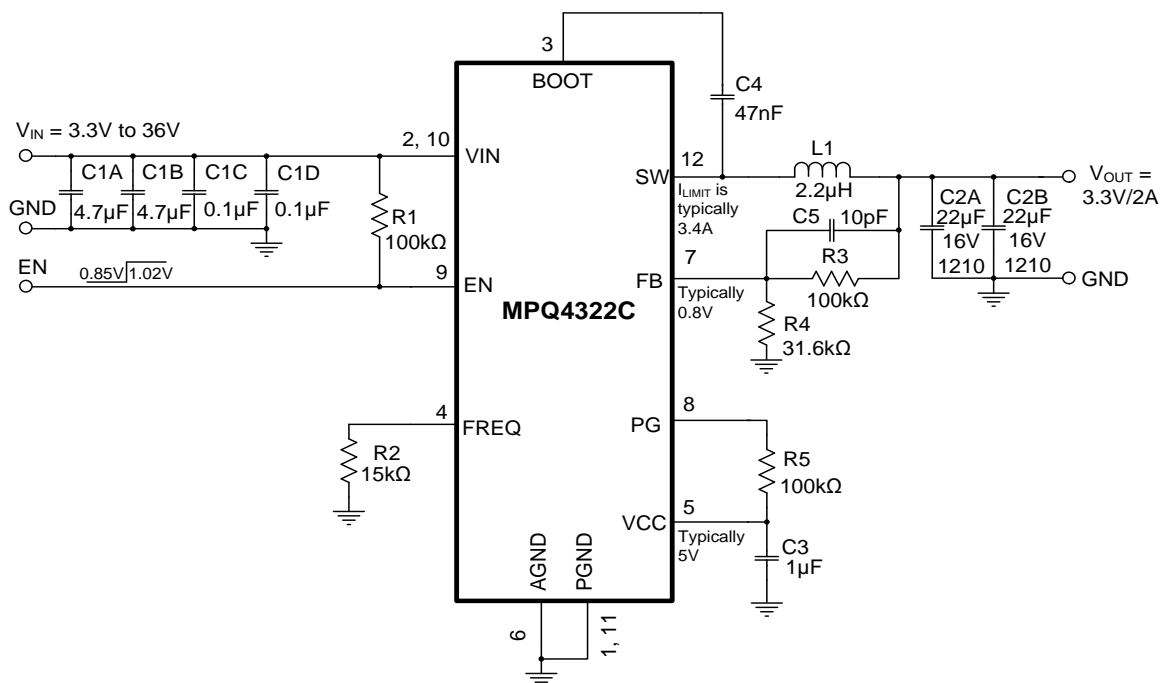 3
BOOT
C4
47nF
V_IN = 3.3V to 36V
2, 10
VIN
C1A
C1B
C1C
C1D
4.7µF
4.7µF
0.1µF
0.1µF
GND
R1
100kΩ
EN
0.85V
1.02V
9
EN
12
SW
L1
2.2µH
V_OUT =
3.3V/2A
I_LIMIT is
typically
3.4A
C5
10pF
C2A
22µF
16V
1210
C2B
22µF
16V
1210
GND
7
FB
Typically
0.8V
R3
100kΩ
R4
31.6kΩ
MPQ4322C
4
FREQ
R2
15kΩ
8
PG
R5
100kΩ
5
VCC
Typically
5V
C3
1µF
AGND
PGND
6
1, 11